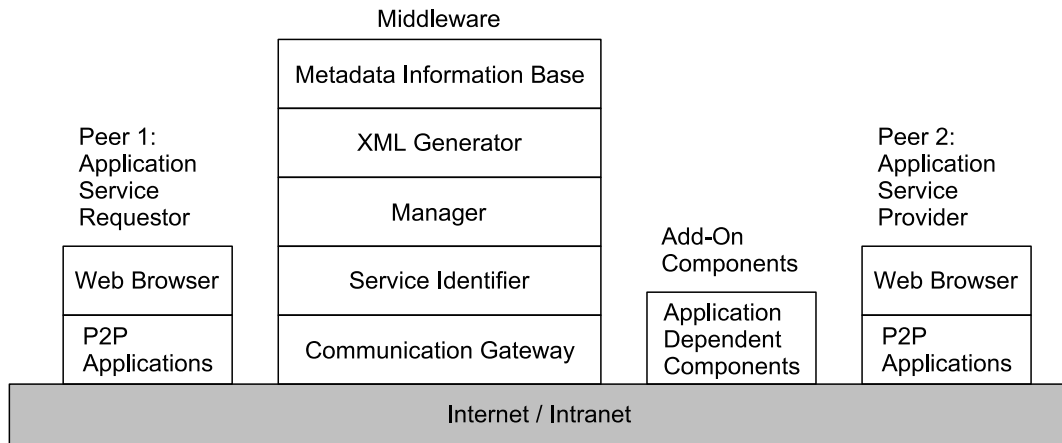 Middleware
Metadata Information Base
XML Generator
Manager
Service Identifier
Communication Gateway
Peer 1:
Application
Service
Requestor
Web Browser
P2P
Applications
Add-On
Components
Application
Dependent
Components
Peer 2:
Application
Service
Provider
Web Browser
P2P
Applications
Internet / Intranet